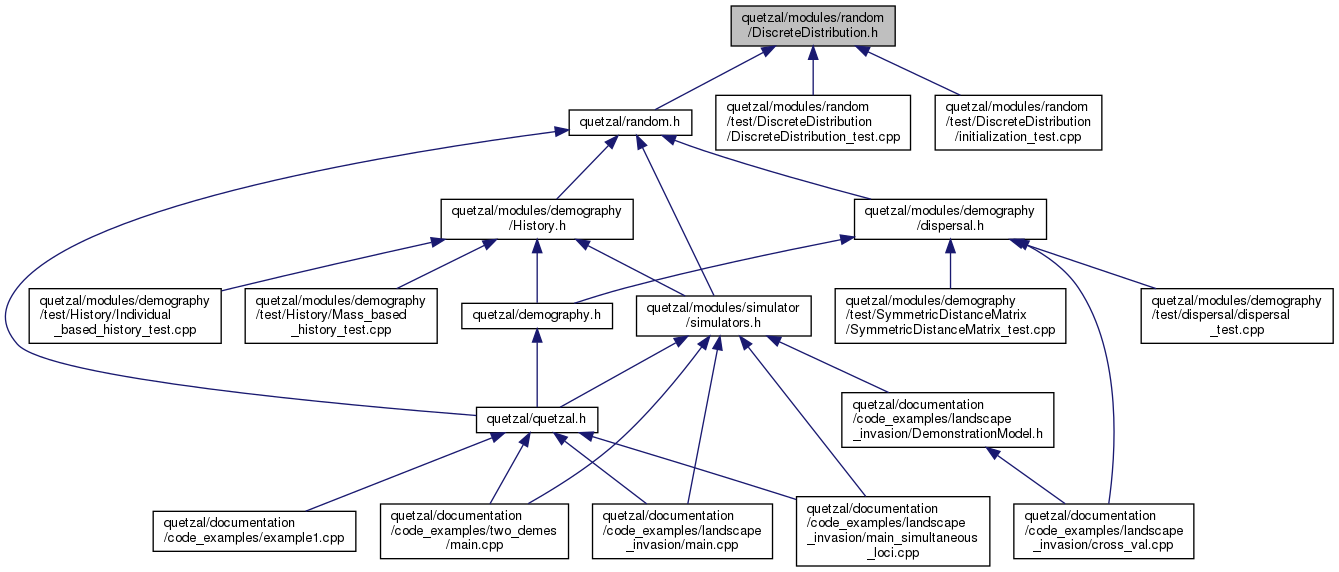 quetzal/modules/random
/DiscreteDistribution.h
quetzal/random.h
quetzal/modules/random
/test/DiscreteDistribution
/DiscreteDistribution_test.cpp
quetzal/modules/random
/test/DiscreteDistribution
/initialization_test.cpp
quetzal/modules/demography
/History.h
quetzal/modules/demography
/dispersal.h
quetzal/modules/demography
/test/History/Individual
_based_history_test.cpp
quetzal/modules/demography
/test/History/Mass_based
_history_test.cpp
quetzal/demography.h
quetzal/modules/simulator
/simulators.h
quetzal/modules/demography
/test/SymmetricDistanceMatrix
/SymmetricDistanceMatrix_test.cpp
quetzal/modules/demography
/test/dispersal/dispersal
_test.cpp
quetzal/quetzal.h
quetzal/documentation
/code_examples/landscape
_invasion/DemonstrationModel.h
quetzal/documentation
/code_examples/example1.cpp
quetzal/documentation
/code_examples/two_demes
/main.cpp
quetzal/documentation
/code_examples/landscape
_invasion/main.cpp
quetzal/documentation
/code_examples/landscape
_invasion/main_simultaneous
_loci.cpp
quetzal/documentation
/code_examples/landscape
_invasion/cross_val.cpp